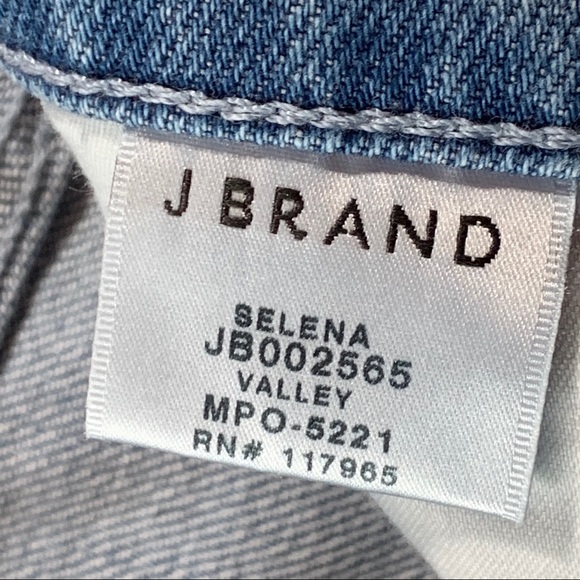 J BRAND
SELENA
JB002565
VALLEY
MPO-5221
RN# 117965